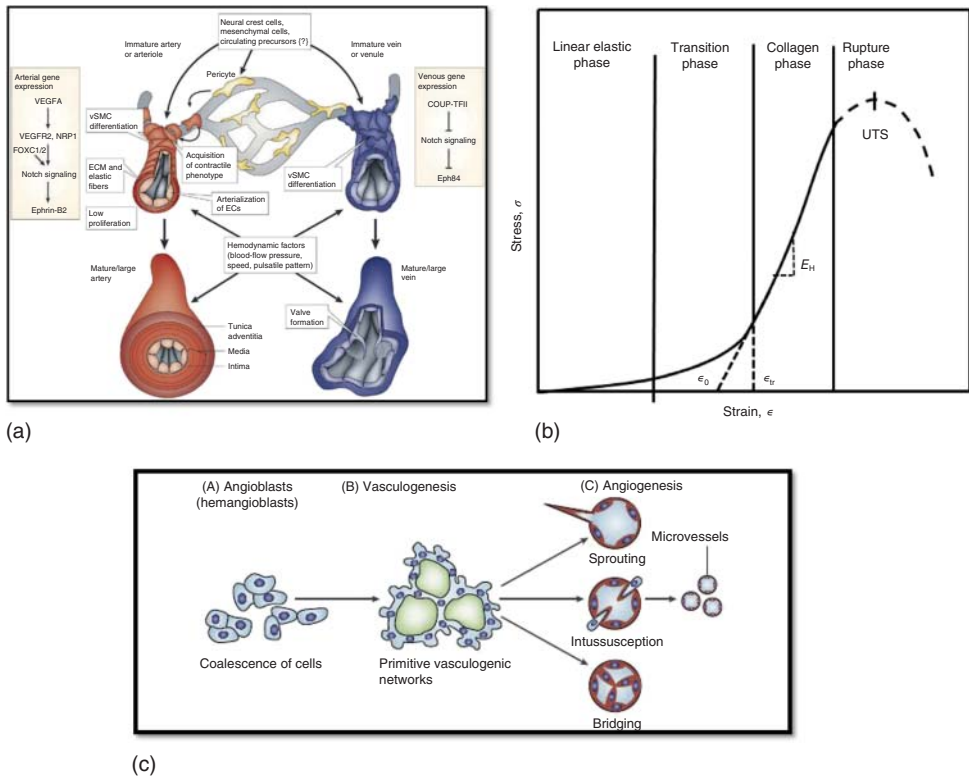 Neural crest cells,
mesenchymal cells,
circulating precursors (?)
Immature artery
or arteriole
Immature vein
or venule
Pericyte
Arterial gene
expression
VEGFA
VEGFR2, NRP1
FOXC1/2
Notch signaling
Ephrin-B2
vSMC
differentiation
ECM and
elastic
fibers
Low
proliferation
Acquisition
of contractile
phenotype
Arterialization
of ECs
vSMC
differentiation
Venous gene
expression
COUP-TFII
Notch signaling
Eph84
Hemodynamic factors
(blood-flow pressure,
speed, pulsatile pattern)
Mature/large
artery
Mature/large
vein
Valve
formation
Tunica
adventitia
Media
Intima
(a)
Linear elastic
phase
Transition
phase
Collagen
phase
Rupture
phase
UTS
Stress, σ
E_H
ϵ_0
ϵ_tr
Strain, ϵ
(b)
(A) Angioblasts
(hemangioblasts)
(B) Vasculogenesis
(C) Angiogenesis
Microvessels
Sprouting
Intussusception
Coalescence of cells
Primitive vasculogenic
networks
Bridging
(c)